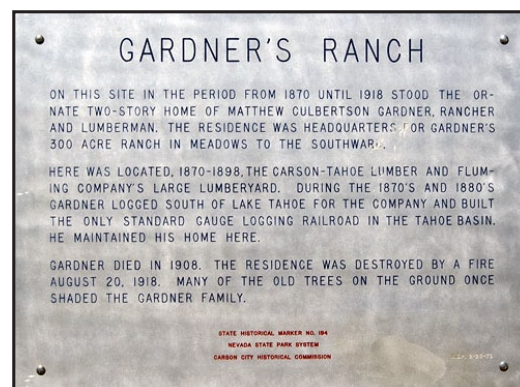 GARDNER'S RANCH
ON THIS SITE IN THE PERIOD FROM 1870 UNTIL 1918 STOOD THE OR-
NATE TWO-STORY HOME OF MATTHEW CULBERTSON GARDNER, RANCHER
AND LUMBERMAN. THE RESIDENCE WAS HEADQUARTERS FOR GARDNER'S
300 ACRE RANCH IN MEADOWS TO THE SOUTHWARD.
HERE WAS LOCATED, 1870-1898, THE CARSON-TAHOE LUMBER AND FLUM-
ING COMPANY'S LARGE LUMBERYARD. DURING THE 1870'S AND 1880'S
GARDNER LOGGED SOUTH OF LAKE TAHOE FOR THE COMPANY AND BUILT
THE ONLY STANDARD GAUGE LOGGING RAILROAD IN THE TAHOE BASIN.
HE MAINTAINED HIS HOME HERE.
GARDNER DIED IN 1908. THE RESIDENCE WAS DESTROYED BY A FIRE
AUGUST 20, 1918. MANY OF THE OLD TREES ON THE GROUND ONCE
SHADED THE GARDNER FAMILY.
STATE HISTORICAL MARKER NO. 194
NEVADA STATE PARK SYSTEM
CARSON CITY HISTORICAL COMMISSION